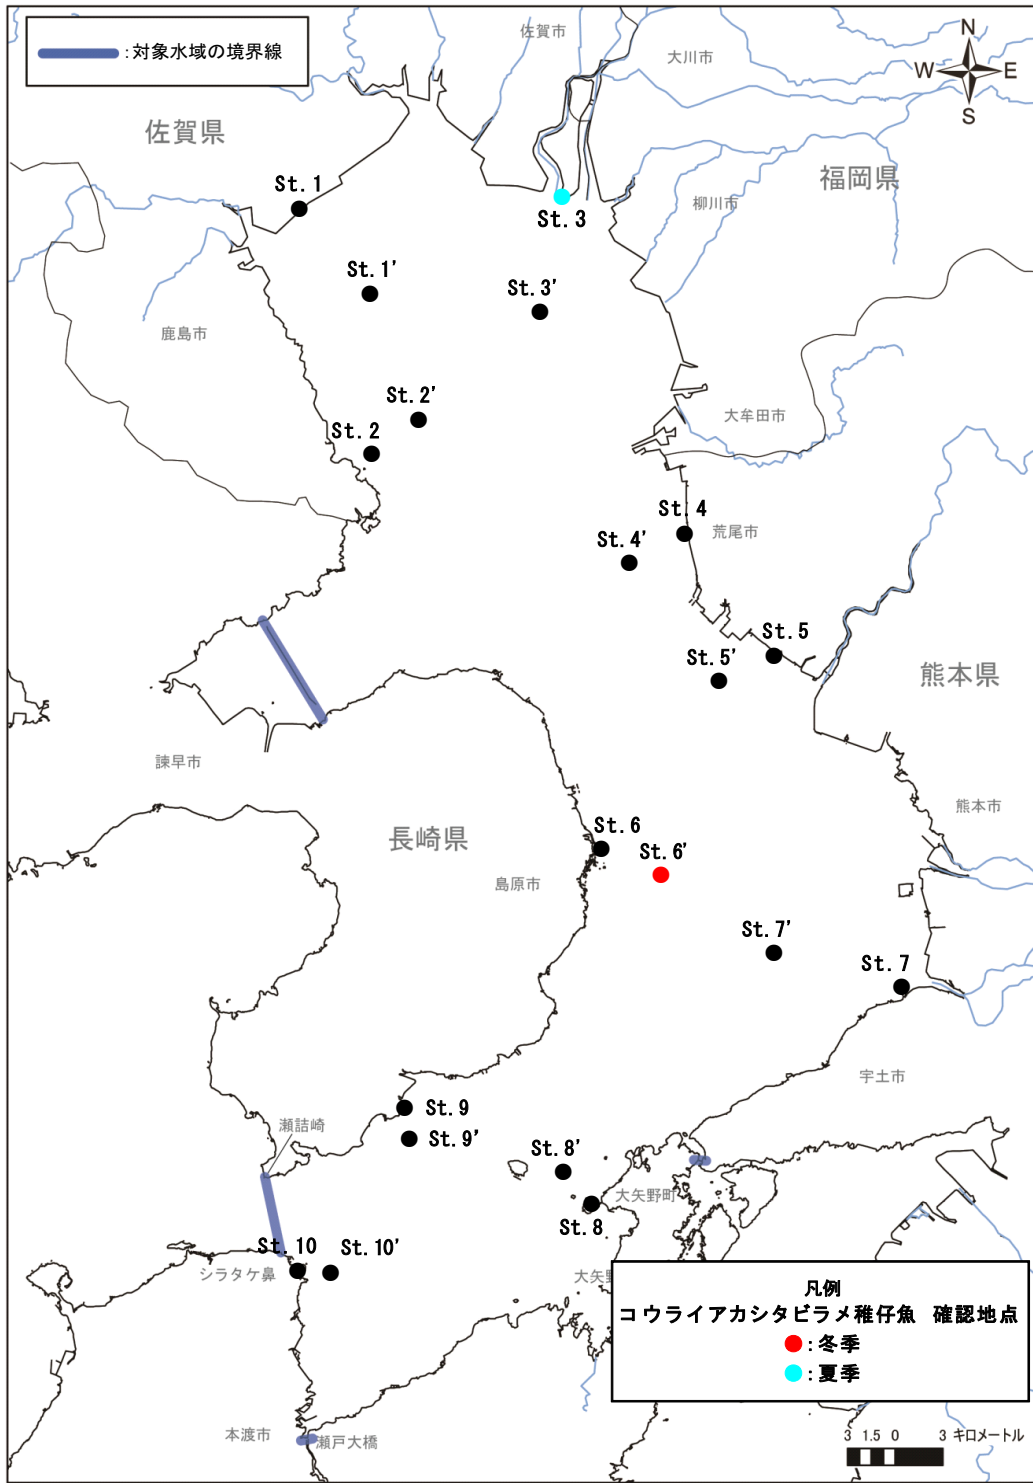 :対象水域の境界線
佐賀市
大川市
N
W E
S
佐賀県
福岡県
柳川市
St. 1
St. 3
St. 1'
St. 3'
鹿島市
St. 2'
St. 2
大牟田市
St. 4
荒尾市
St. 4'
St. 5
St. 5'
熊本県
諫早市
熊本市
長崎県
St. 6
St. 6'
島原市
St. 7'
St. 7
宇土市
St. 9
瀬詰崎
St. 9'
St. 8'
大矢野町
St. 8
St. 10
St. 10'
シラタケ鼻
大矢野
凡例
コウライアカシタビラメ稚仔魚 確認地点
:冬季
:夏季
本渡市
瀬戸大橋
3 1.5 0 3 キロメートル